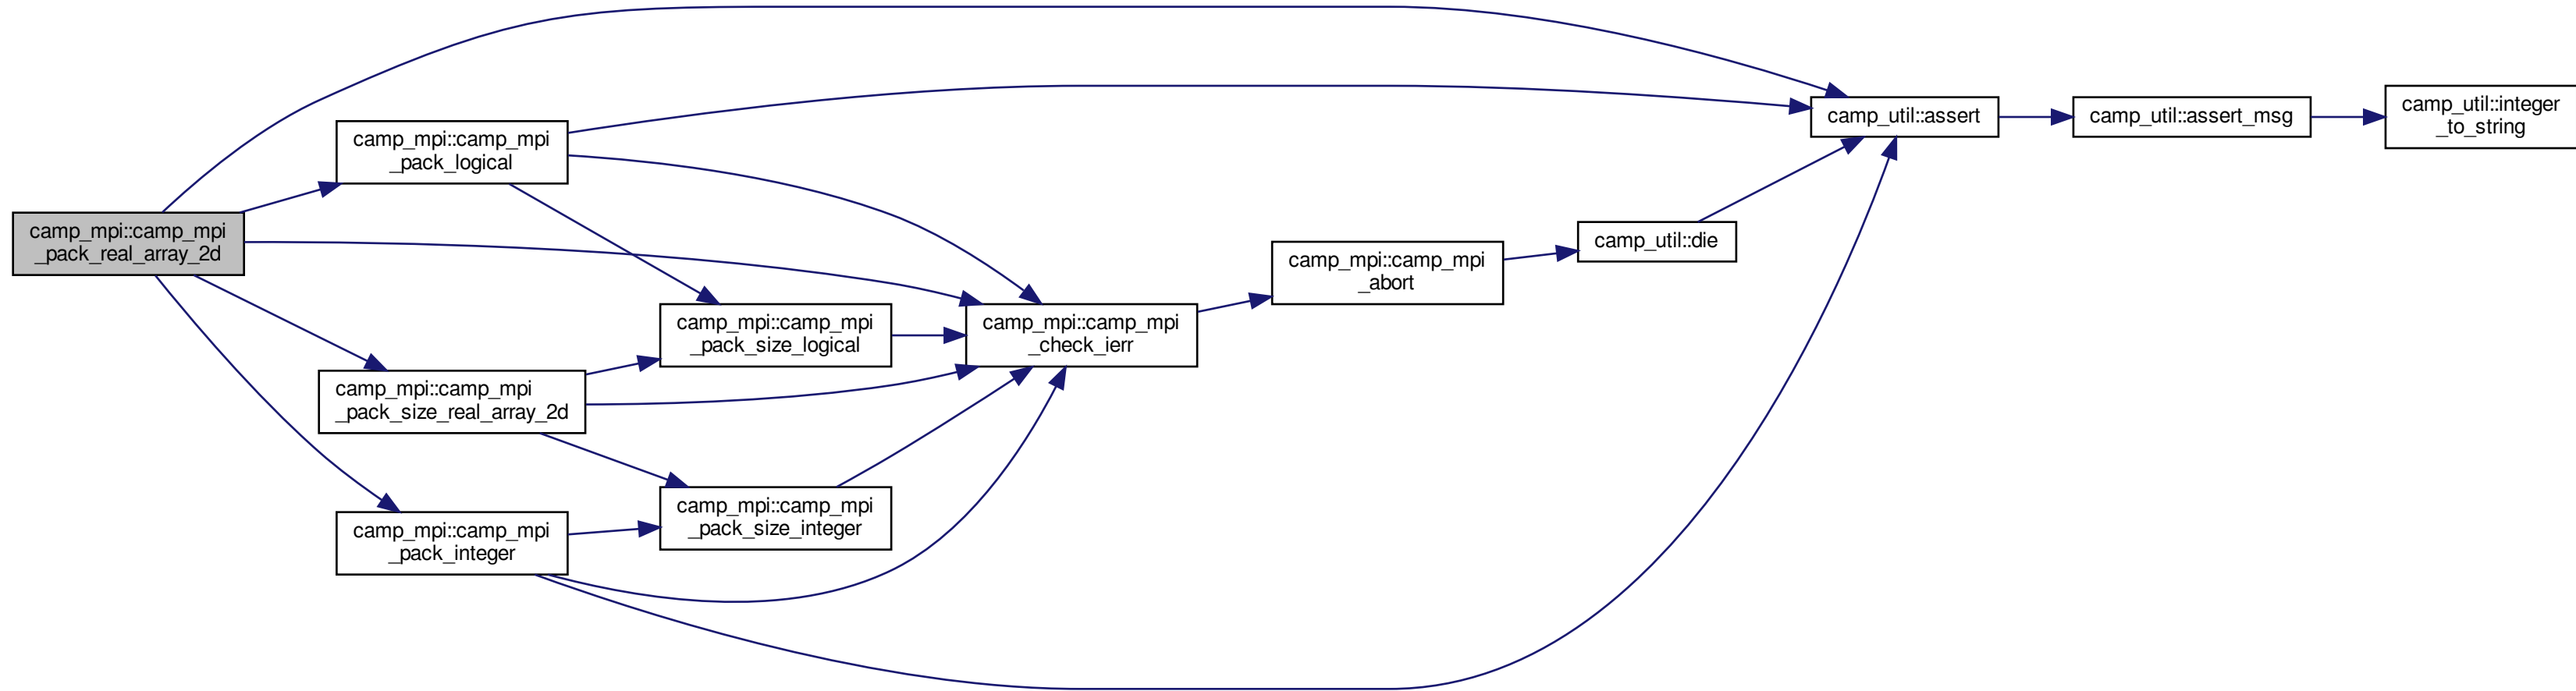 camp_mpi::camp_mpi
_pack_real_array_2d
camp_mpi::camp_mpi
_pack_logical
camp_mpi::camp_mpi
_pack_size_real_array_2d
camp_mpi::camp_mpi
_pack_integer
camp_mpi::camp_mpi
_pack_size_logical
camp_mpi::camp_mpi
_pack_size_integer
camp_mpi::camp_mpi
_check_ierr
camp_mpi::camp_mpi
_abort
camp_util::die
camp_util::assert
camp_util::assert_msg
camp_util::integer
_to_string